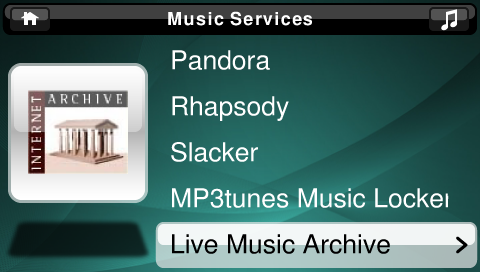 Music Services
INTERNET
ARCHIVE
Pandora
Rhapsody
Slacker
MP3tunes Music Locker
Live Music Archive